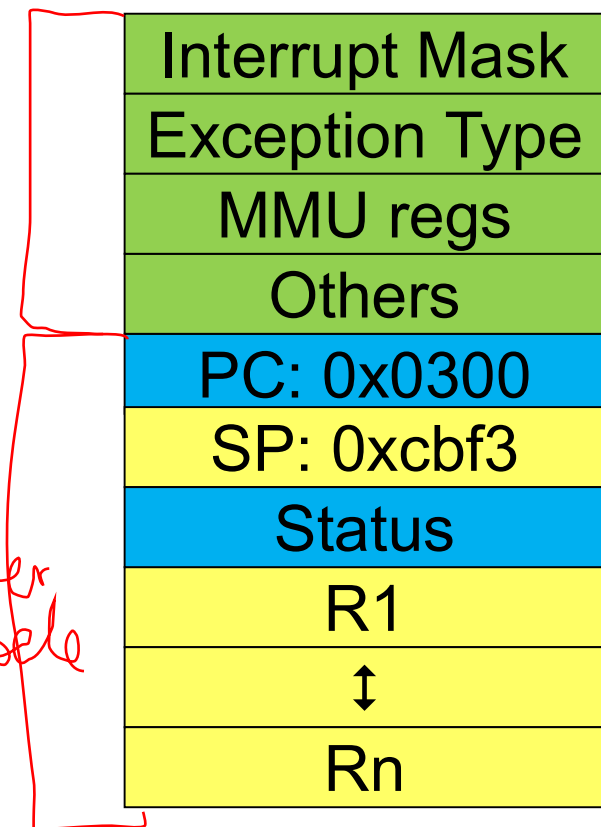 Interrupt Mask
Exception Type
MMU regs
Others
PC: 0x0300
SP: 0xcbf3
Status
R1
↕
Rn